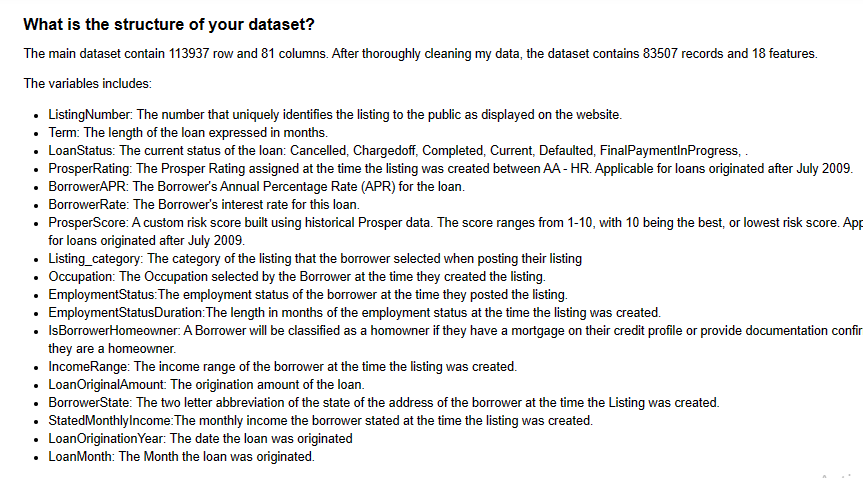 What is the structure of your dataset?
The main dataset contain 113937 row and 81 columns. After thoroughly cleaning my data, the dataset contains 83507 records and 18 features.
The variables includes:
• ListingNumber: The number that uniquely identifies the listing to the public as displayed on the website.
• Term: The length of the loan expressed in months.
• LoanStatus: The current status of the loan: Cancelled, Chargedoff, Completed, Current, Defaulted, FinalPaymentInProgress, .
• ProsperRating: The Prosper Rating assigned at the time the listing was created between AA - HR. Applicable for loans originated after July 2009.
• BorrowerAPR: The Borrower's Annual Percentage Rate (APR) for the loan.
• BorrowerRate: The Borrower's interest rate for this loan.
• ProsperScore: A custom risk score built using historical Prosper data. The score ranges from 1-10, with 10 being the best, or lowest risk score. App
for loans originated after July 2009.
• Listing_category: The category of the listing that the borrower selected when posting their listing
• Occupation: The Occupation selected by the Borrower at the time they created the listing.
• EmploymentStatus:The employment status of the borrower at the time they posted the listing.
• EmploymentStatusDuration:The length in months of the employment status at the time the listing was created.
• IsBorrowerHomeowner: A Borrower will be classified as a homowner if they have a mortgage on their credit profile or provide documentation confir
they are a homeowner.
• IncomeRange: The income range of the borrower at the time the listing was created.
• LoanOriginalAmount: The origination amount of the loan.
• BorrowerState: The two letter abbreviation of the state of the address of the borrower at the time the Listing was created.
• StatedMonthlyIncome:The monthly income the borrower stated at the time the listing was created.
• LoanOriginationYear: The date the loan was originated
• LoanMonth: The Month the loan was originated.